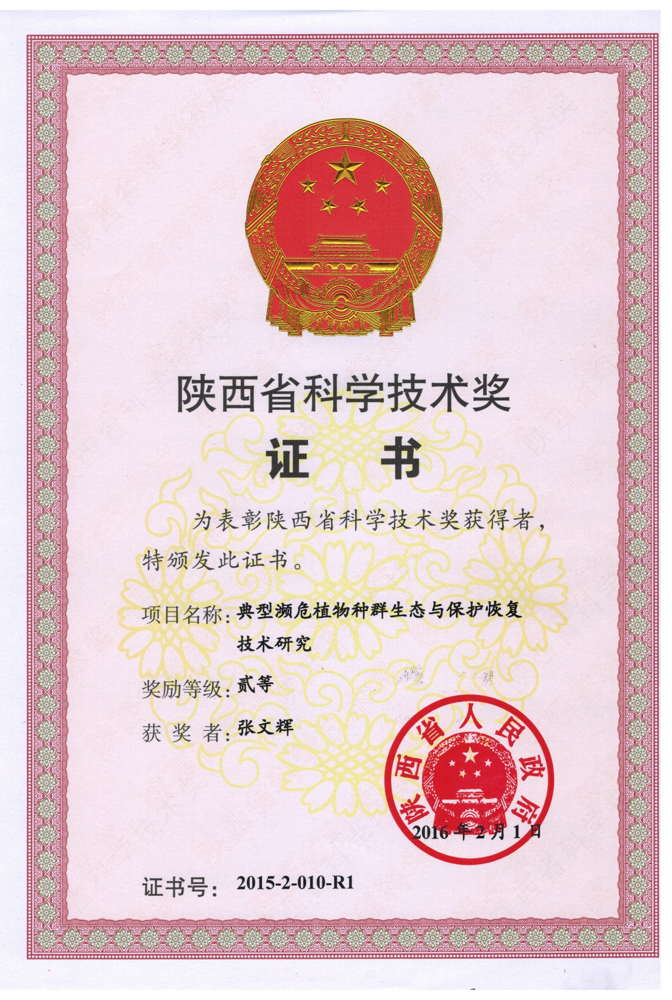 陕西省科学技术奖
证 书
为表彰陕西省科学技术奖获得者，
特颁发此证书。
项目名称：典型濒危植物种群生态与保护恢复
技术研究
奖励等级：贰等
获 奖 者：张文辉
陕西省人民政府
2016 年 2 月 1 日
证书号： 2015-2-010-R1